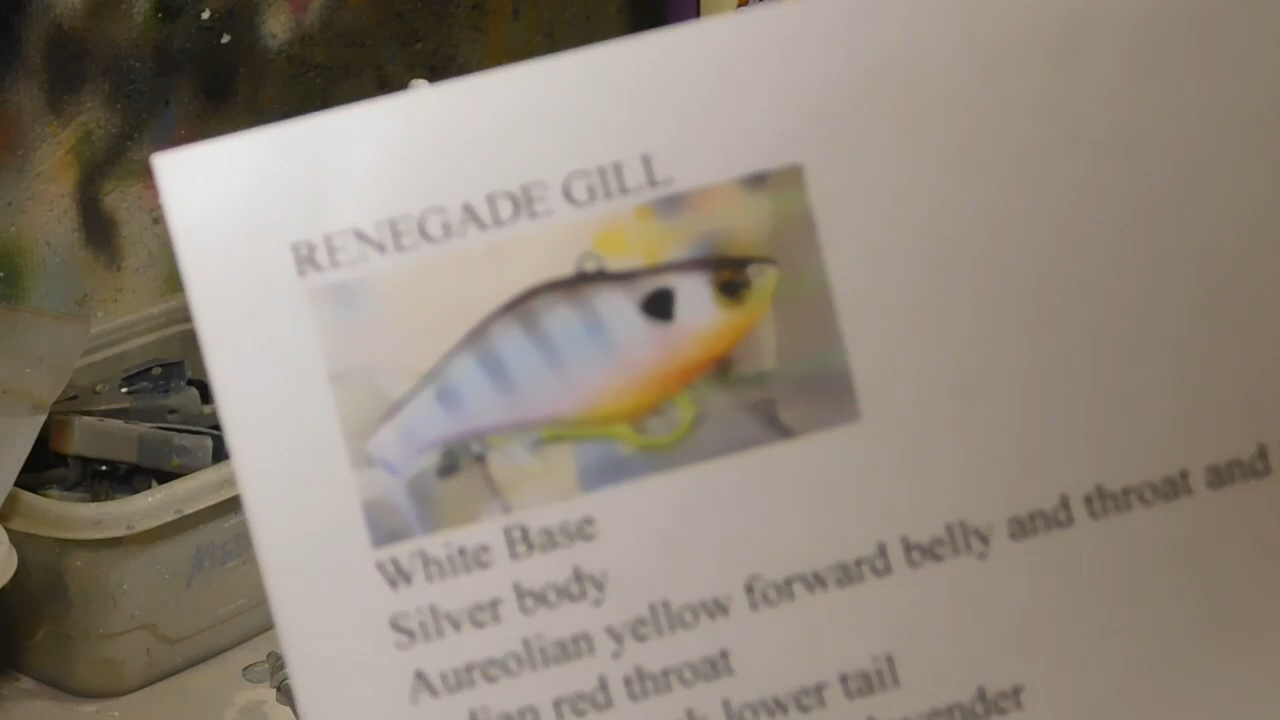 RENEGADE GILL
White Base
Silver body
Aureolian yellow forward belly and throat and
red throat
lower tail